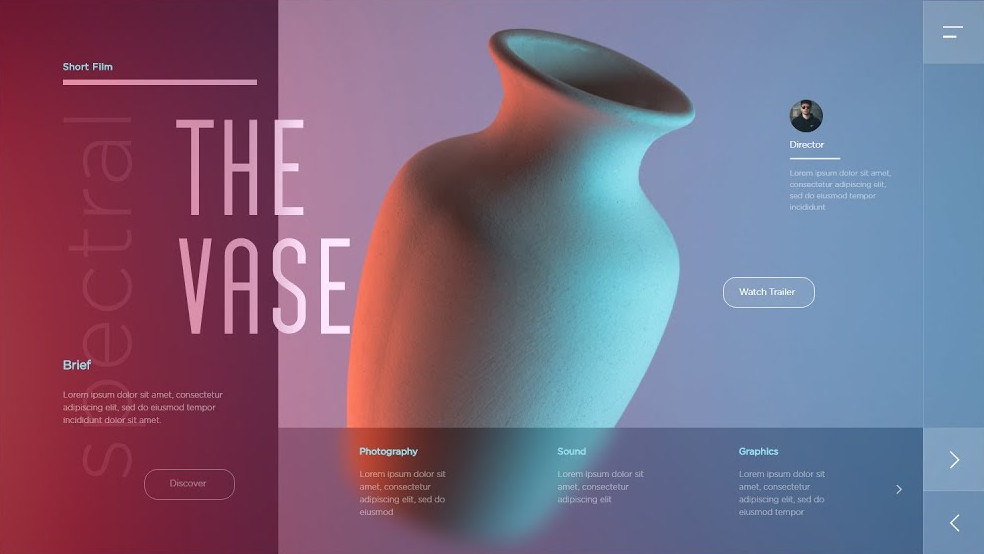 Short Film
spectral
THE
VASE
Brief
Lorem ipsum dolor sit amet, consectetur
adipiscing elit, sed do eiusmod tempor
incididunt dolor sit amet.
Discover
Director
Lorem ipsum dolor sit amet,
consectetur adipiscing elit,
sed do eiusmod tempor
incididunt
Watch Trailer
Photography
Lorem ipsum dolor sit
amet, consectetur
adipiscing elit, sed do
eiusmod
Sound
Lorem ipsum dolor sit
amet, consectetur
adipiscing elit
Graphics
Lorem ipsum dolor sit
amet, consectetur
adipiscing elit, sed do
eiusmod tempor